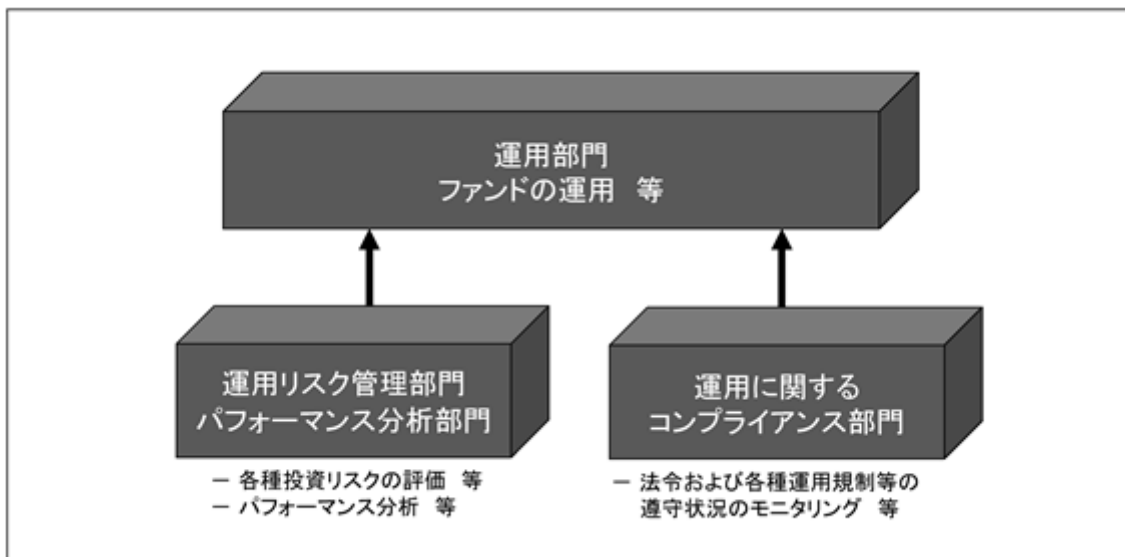 運用部門
ファンドの運用 等
運用リスク管理部門
パフォーマンス分析部門
運用に関する
コンプライアンス部門
－ 各種投資リスクの評価 等
－ パフォーマンス分析 等
－ 法令および各種運用規制等の
遵守状況のモニタリング 等